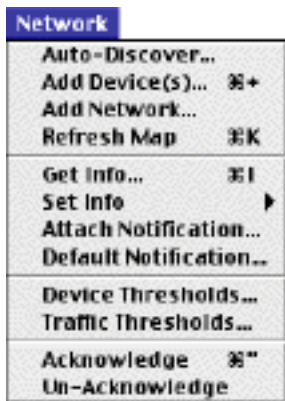 Network
Auto-Discover...
Add Device(s)... ⌘+
Add Network...
Refresh Map ⌘K
Get Info... ⌘I
Set Info
Attach Notification...
Default Notification...
Device Thresholds...
Traffic Thresholds...
Acknowledge ⌘"
Un-Acknowledge